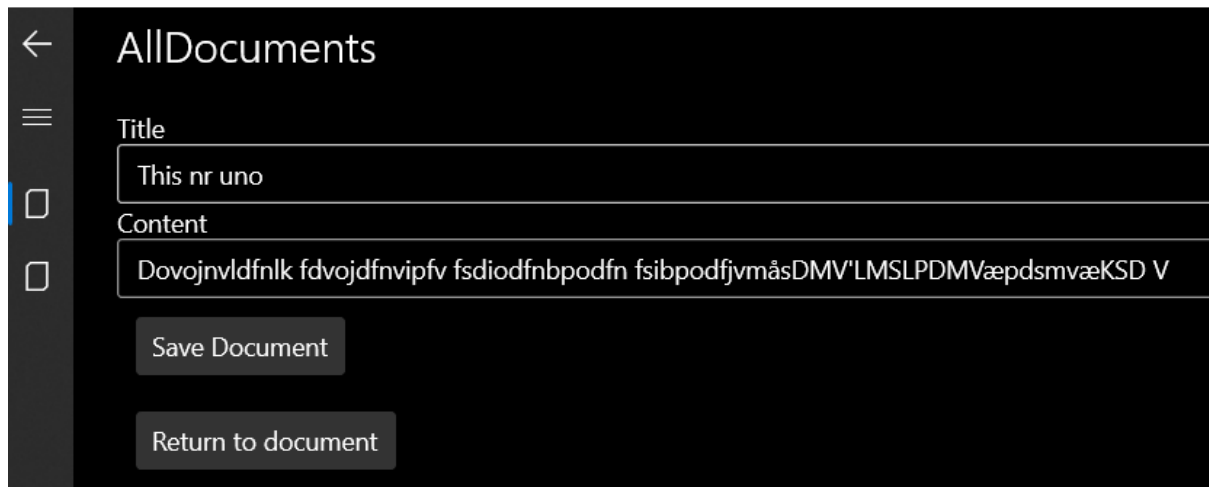 AllDocuments
Title
This nr uno
Content
Dovojnvldfnlk fdvojdfnvipfv fsdiodfnbpodfn fsibpodfjvmåsDMV'LMSLPDMVæpdsmvæKSD V
Save Document
Return to document